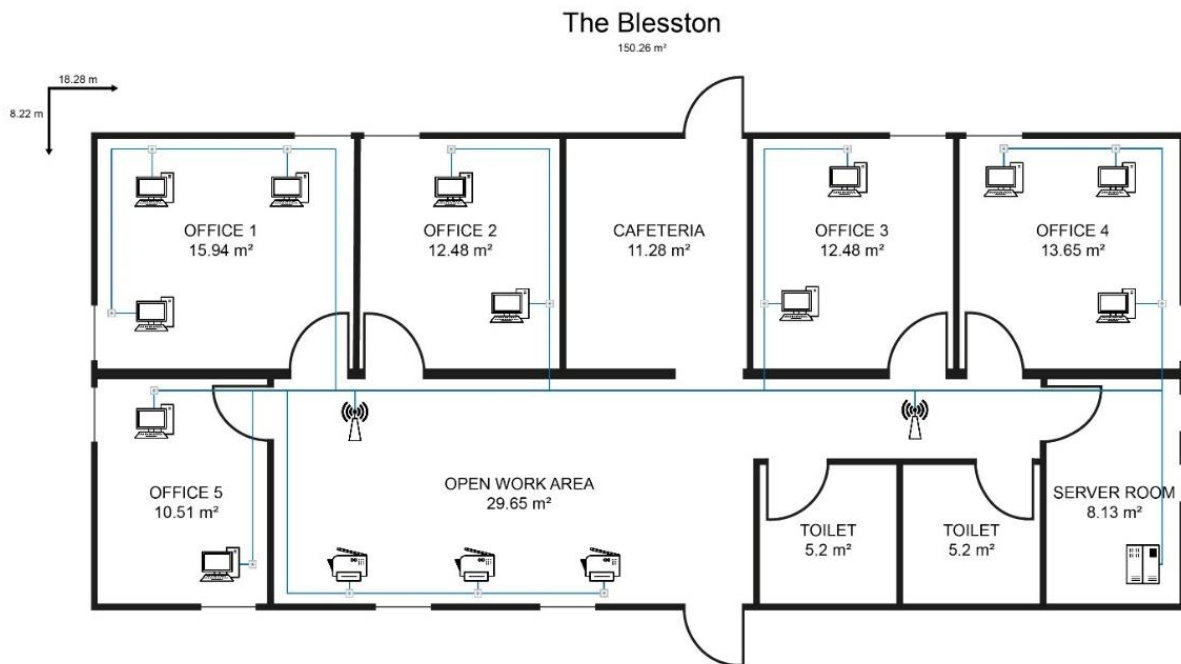 The Blesston
150.26 m²
18.28 m
8.22 m
OFFICE 1
15.94 m²
OFFICE 2
12.48 m²
CAFETERIA
11.28 m²
OFFICE 3
12.48 m²
OFFICE 4
13.65 m²
OFFICE 5
10.51 m²
OPEN WORK AREA
29.65 m²
TOILET
5.2 m²
TOILET
5.2 m²
SERVER ROOM
8.13 m²